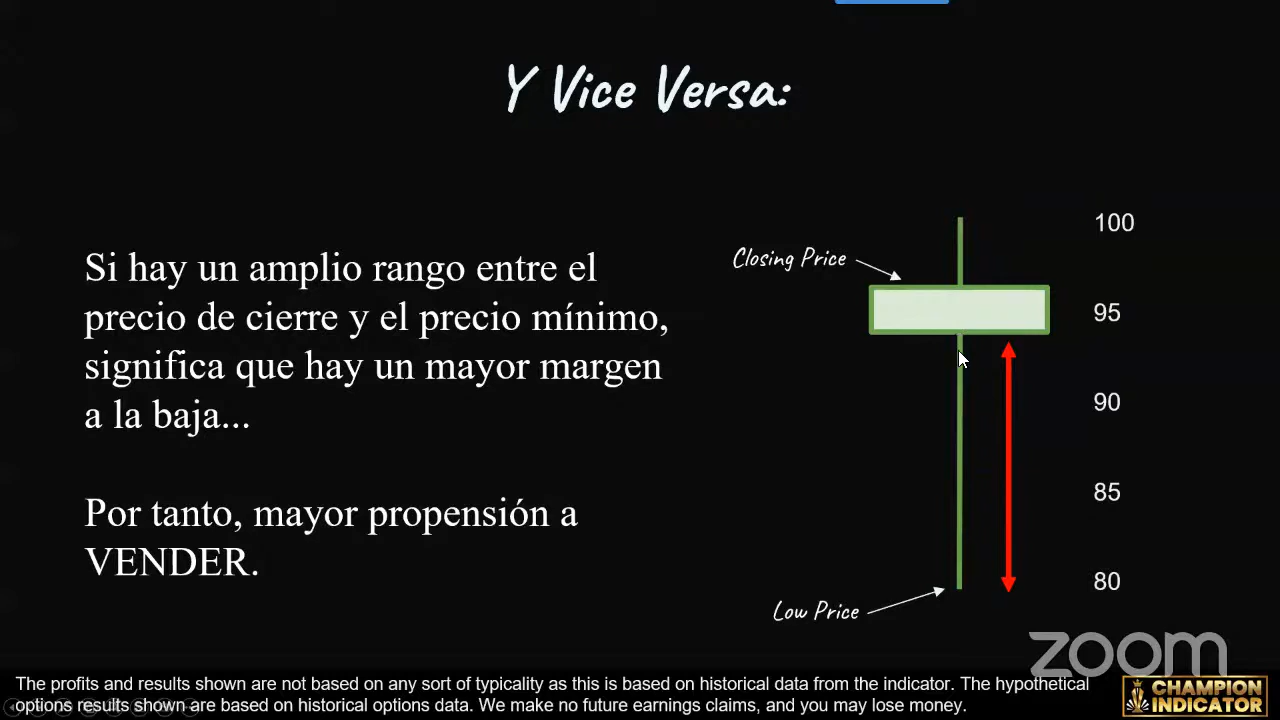 Y Vice Versa:
Si hay un amplio rango entre el
precio de cierre y el precio mínimo,
significa que hay un mayor margen
a la baja...
Por tanto, mayor propensión a
VENDER.
Closing Price
100
95
90
85
80
Low Price
zoom
The profits and results shown are not based on any sort of typicality as this is based on historical data from the indicator. The hypothetical
options results shown are based on historical options data. We make no future earnings claims, and you may lose money.
CHAMPION
INDICATOR